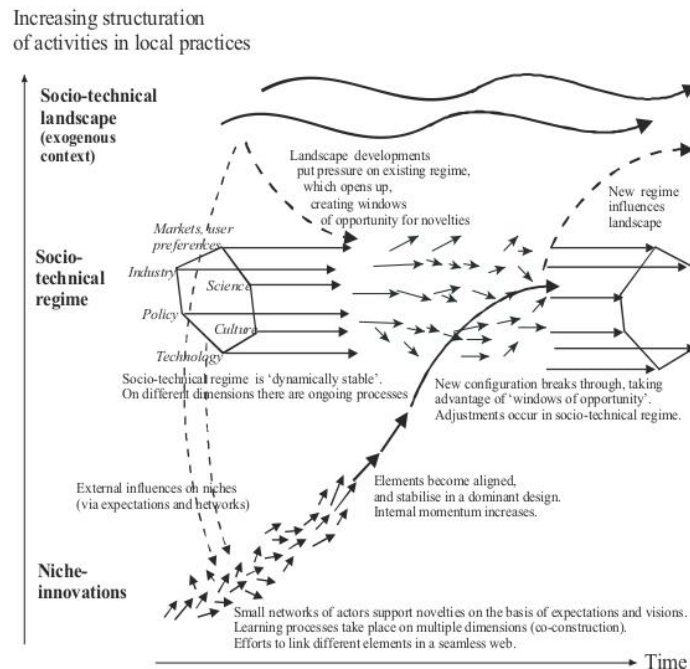 Increasing structuration
of activities in local practices
Socio-technical
landscape
(exogenous
context)
Landscape developments
put pressure on existing regime,
which opens up,
creating windows
of opportunity for novelties
New regime
influences
landscape
Markets, user
preferences
Socio-
technical
regime
Industry
Science
Policy
Culture
Technology
Socio-technical regime is ‘dynamically stable’.
On different dimensions there are ongoing processes
New configuration breaks through, taking
advantage of ‘windows of opportunity’.
Adjustments occur in socio-technical regime.
External influences on niches
(via expectations and networks)
Elements become aligned,
and stabilise in a dominant design.
Internal momentum increases.
Niche-
innovations
Small networks of actors support novelties on the basis of expectations and visions.
Learning processes take place on multiple dimensions (co-construction).
Efforts to link different elements in a seamless web.
Time